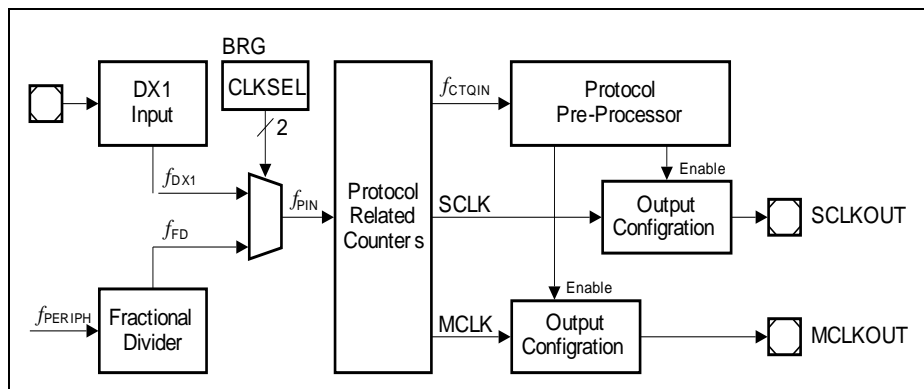 BRG
CLKSEL
2
DX1
Input
fDX1
fFD
fPERIPH
Fractional
Divider
fPIN
Protocol
Related
Counter s
fCTQIN
Protocol
Pre-Processor
Enable
SCLK
Output
Configration
SCLKOUT
Enable
MCLK
Output
Configration
MCLKOUT